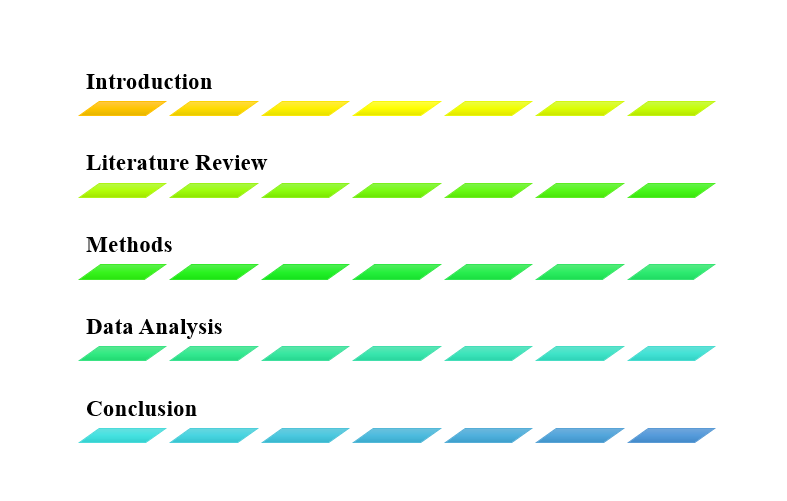 Introduction
Literature Review
Methods
Data Analysis
Conclusion